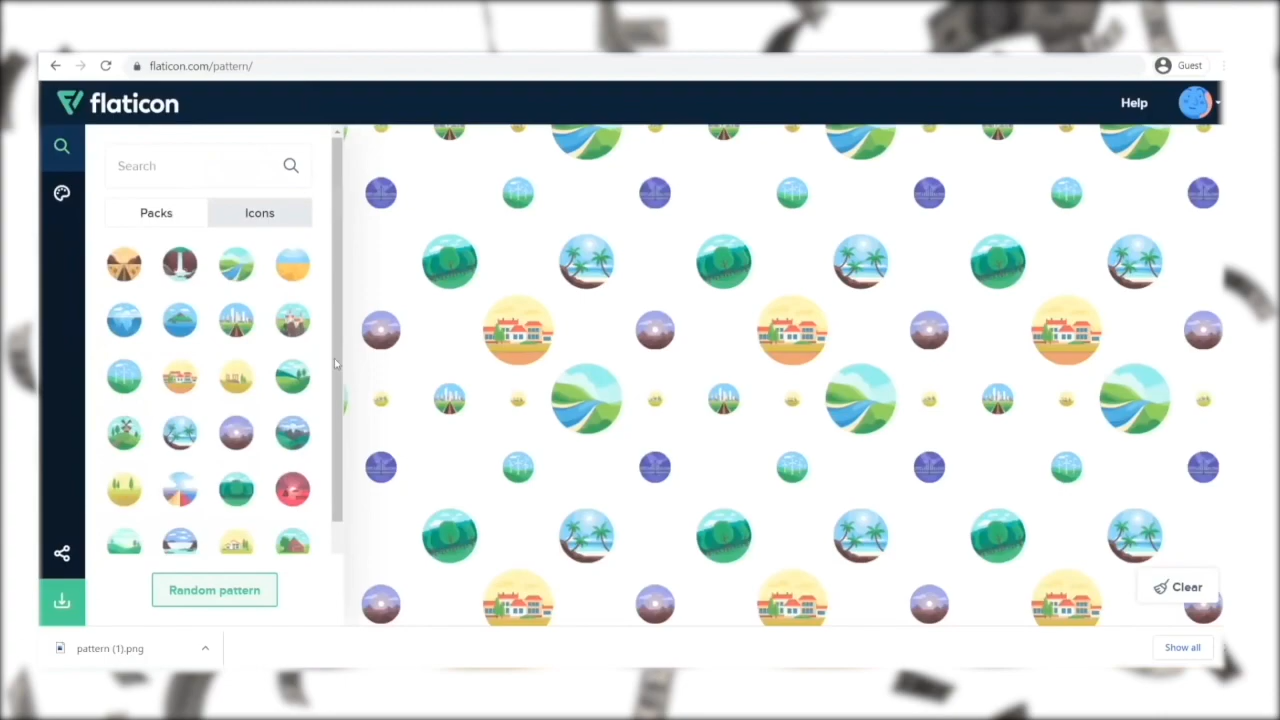 flaticon.com/pattern/
Guest
flaticon
Help
Search
Packs
Icons
Random pattern
Clear
pattern (1).png
Show all